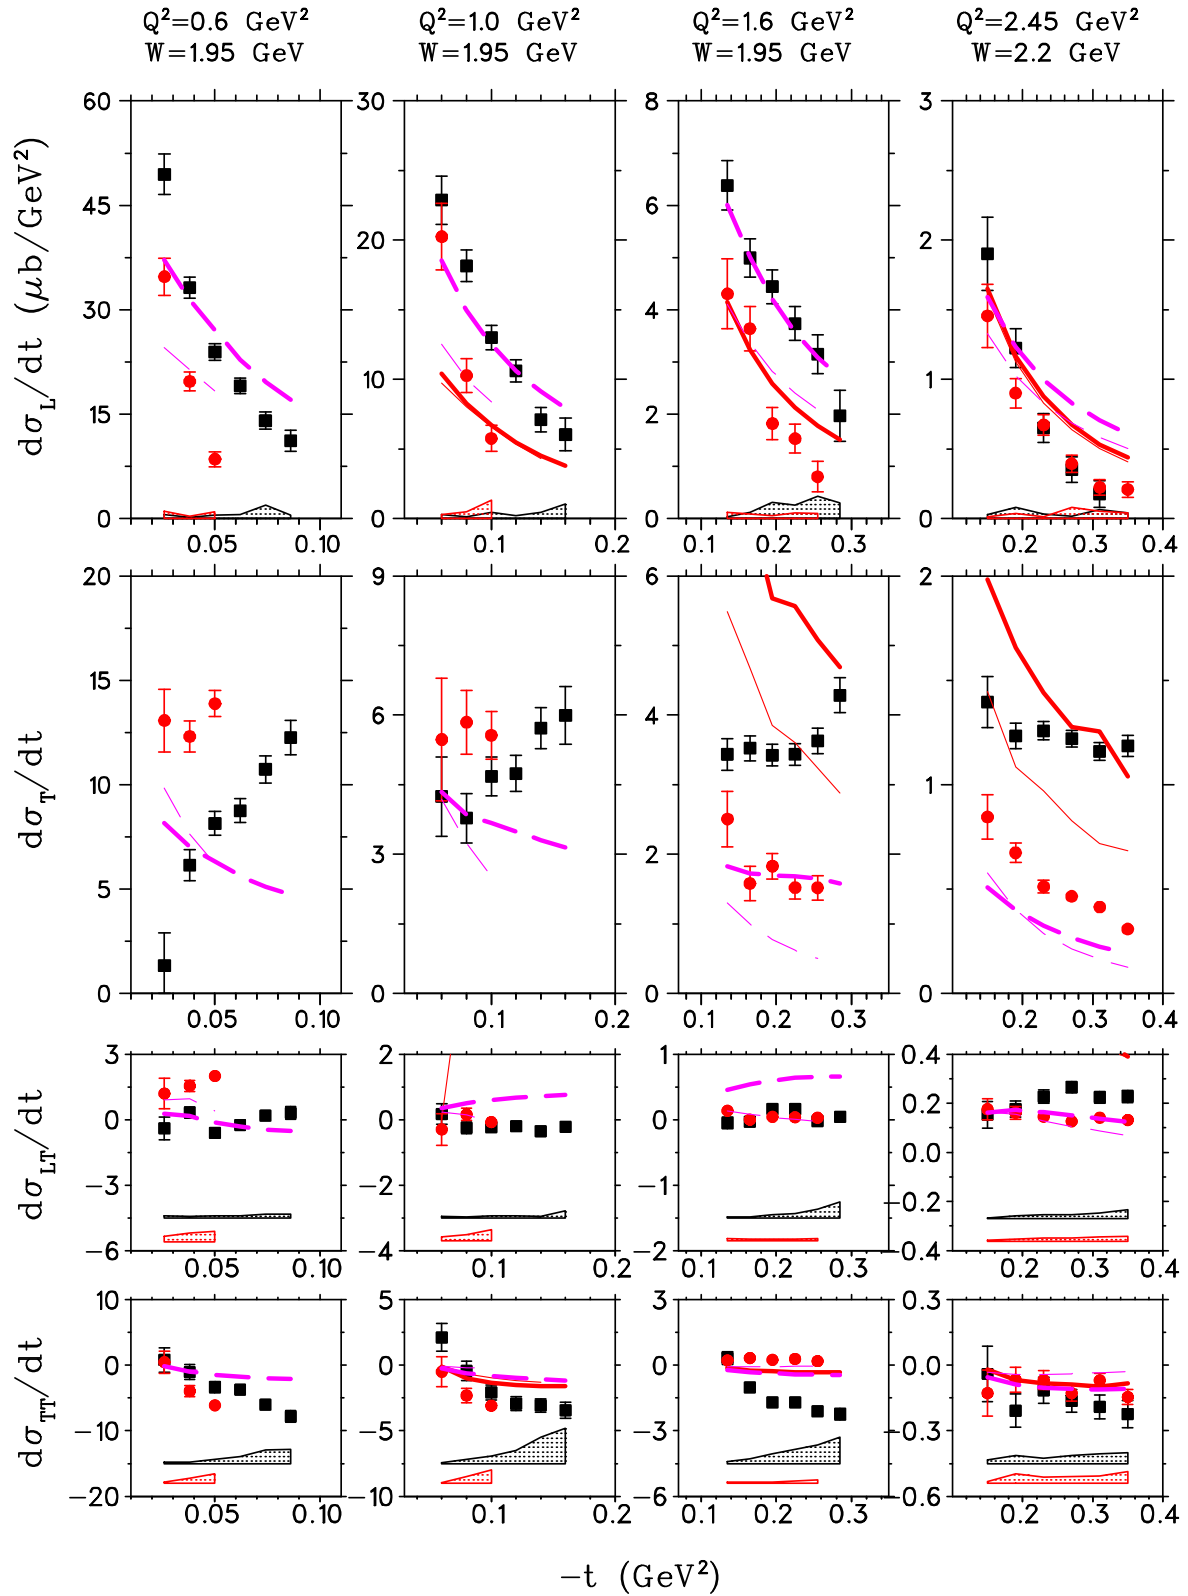 Q²=0.6 GeV² Q²=1.0 GeV² Q²=1.6 GeV² Q²=2.45 GeV²
W=1.95 GeV W=1.95 GeV W=1.95 GeV W=2.2 GeV
dσ_L/dt (μb/GeV²)
60 30 8 3
45 6
20 2
30 4
10 1
15 2
0 0 0 0
0.05 0.10 0.1 0.2 0.1 0.2 0.3 0.2 0.3 0.4
dσ_T/dt
20 9 6 2
15
6 4
10 1
3 2
5
0 0 0 0
0.05 0.10 0.1 0.2 0.1 0.2 0.3 0.2 0.3 0.4
dσ_LT/dt
3 2 1 0.4
0.2
0 0 0 0.0
−3 −2 −1 −0.2
−6 −4 −2 −0.4
0.05 0.10 0.1 0.2 0.1 0.2 0.3 0.2 0.3 0.4
dσ_TT/dt
10 5 3 0.3
0 0 0 0.0
−10 −5 −3 −0.3
−20 −10 −6 −0.6
0.05 0.10 0.1 0.2 0.1 0.2 0.3 0.2 0.3 0.4
−t (GeV²)